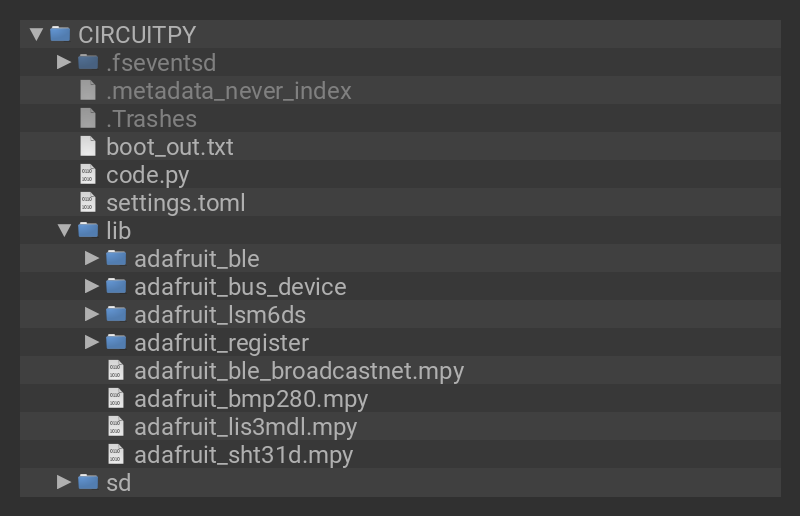 CIRCUITPY
.fseventsd
.metadata_never_index
.Trashes
boot_out.txt
code.py
settings.toml
lib
adafruit_ble
adafruit_bus_device
adafruit_lsm6ds
adafruit_register
adafruit_ble_broadcastnet.mpy
adafruit_bmp280.mpy
adafruit_lis3mdl.mpy
adafruit_sht31d.mpy
sd